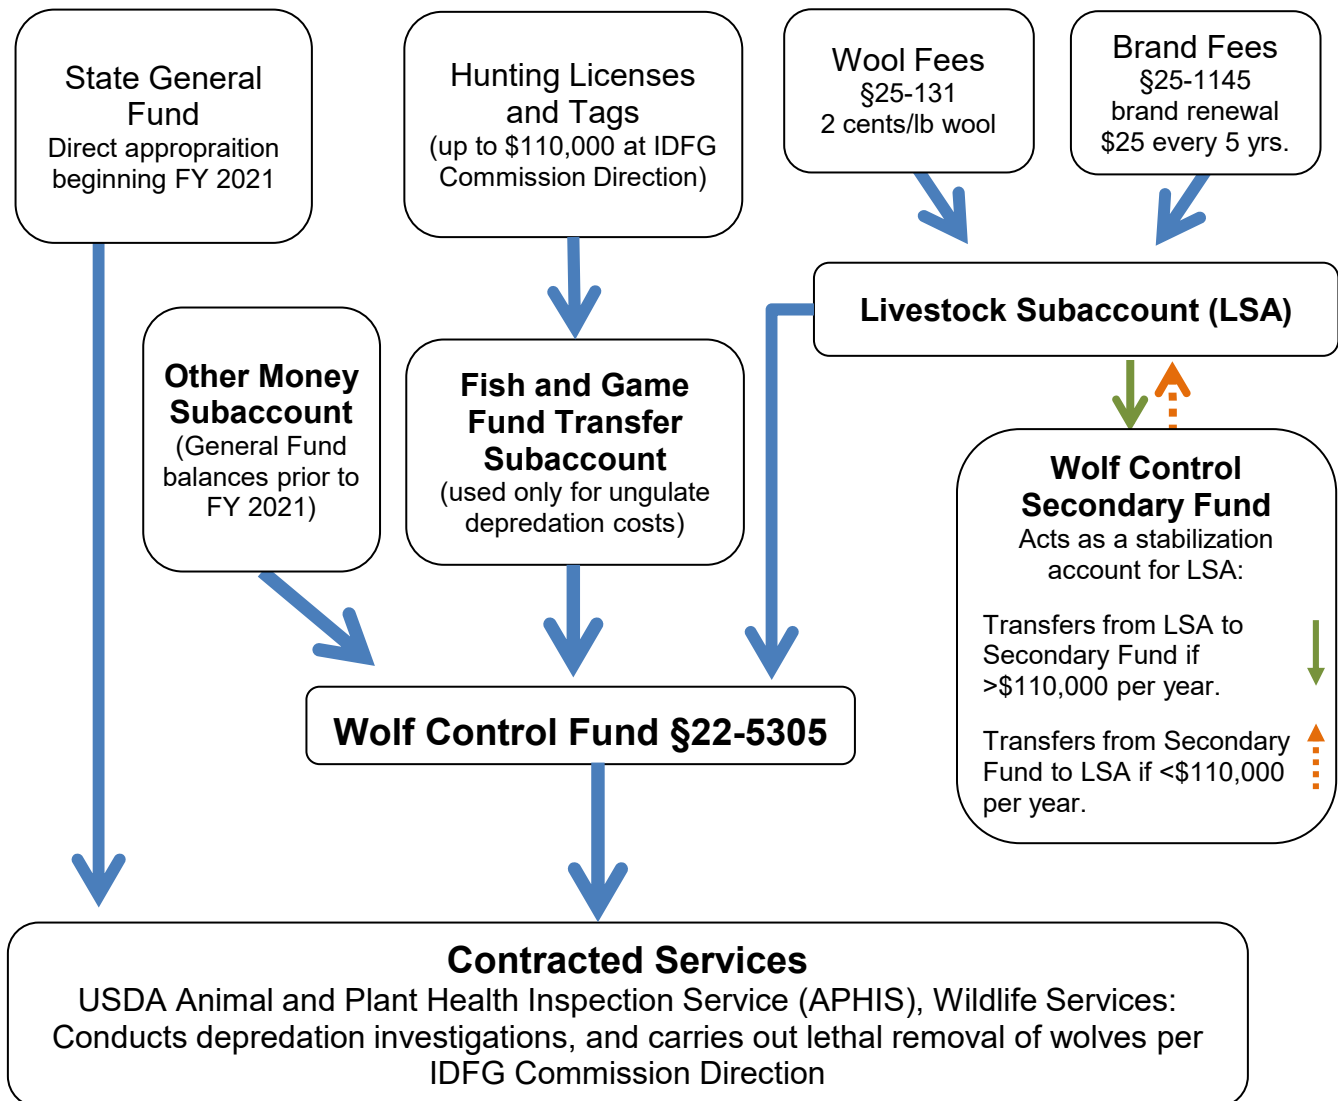 State General
Fund
Direct appropraition
beginning FY 2021
Hunting Licenses
and Tags
(up to $110,000 at IDFG
Commission Direction)
Wool Fees
§25-131
2 cents/lb wool
Brand Fees
§25-1145
brand renewal
$25 every 5 yrs.
Livestock Subaccount (LSA)
Other Money
Subaccount
(General Fund
balances prior to
FY 2021)
Fish and Game
Fund Transfer
Subaccount
(used only for ungulate
depredation costs)
Wolf Control
Secondary Fund
Acts as a stabilization
account for LSA:
Transfers from LSA to
Secondary Fund if
>$110,000 per year.
Transfers from Secondary
Fund to LSA if <$110,000
per year.
Wolf Control Fund §22-5305
Contracted Services
USDA Animal and Plant Health Inspection Service (APHIS), Wildlife Services:
Conducts depredation investigations, and carries out lethal removal of wolves per
IDFG Commission Direction